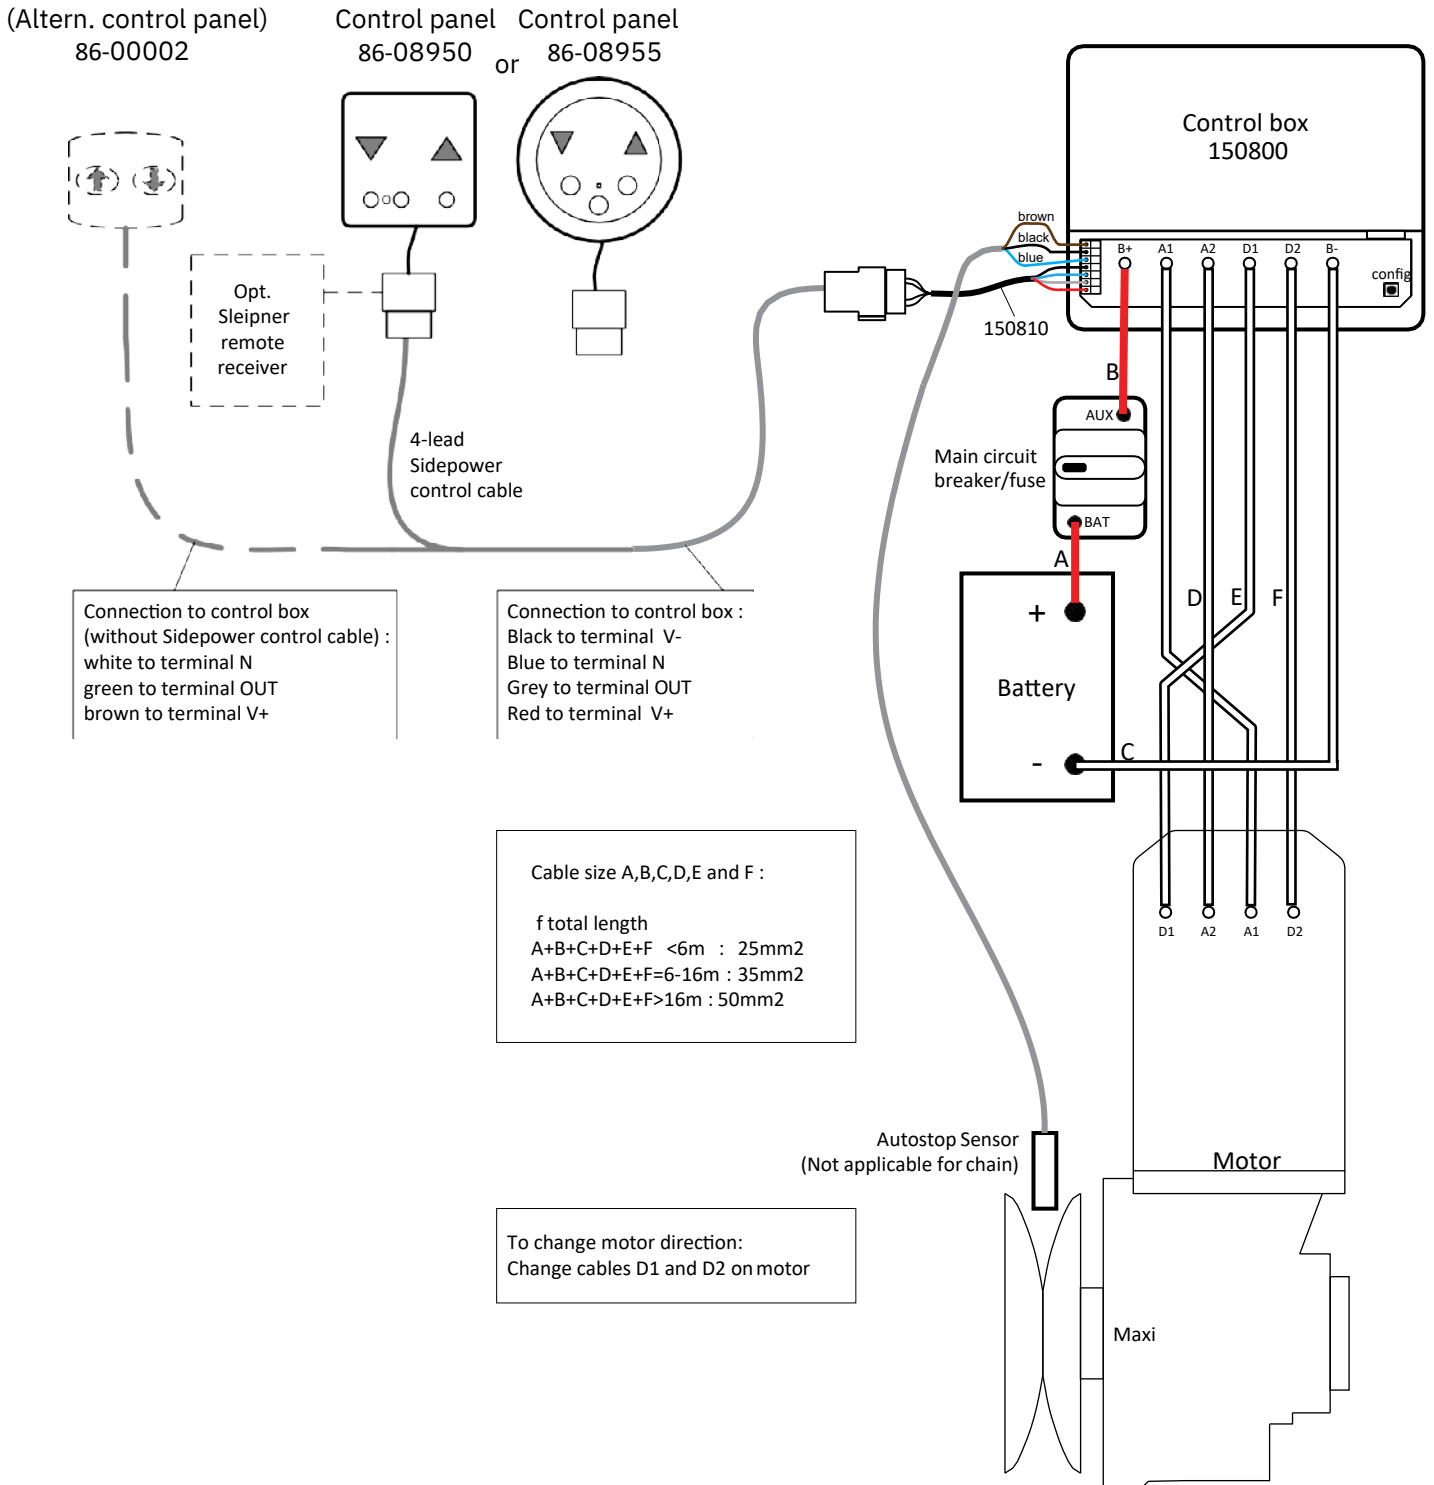 (Altern. control panel)
86-00002
Control panel
86-08950
or
Control panel
86-08955
Control box
150800
brown
black
blue
B+
A1
A2
D1
D2
B-
config
150810
Opt.
Sleipner
remote
receiver
4-lead
Sidepower
control cable
B
AUX
Main circuit
breaker/fuse
BAT
A
+
Battery
-
C
D
E
F
Connection to control box
(without Sidepower control cable) :
white to terminal N
green to terminal OUT
brown to terminal V+
Connection to control box :
Black to terminal V-
Blue to terminal N
Grey to terminal OUT
Red to terminal V+
Cable size A,B,C,D,E and F :
f total length
A+B+C+D+E+F <6m : 25mm2
A+B+C+D+E+F=6-16m : 35mm2
A+B+C+D+E+F>16m : 50mm2
D1
A2
A1
D2
Motor
Autostop Sensor
(Not applicable for chain)
To change motor direction:
Change cables D1 and D2 on motor
Maxi